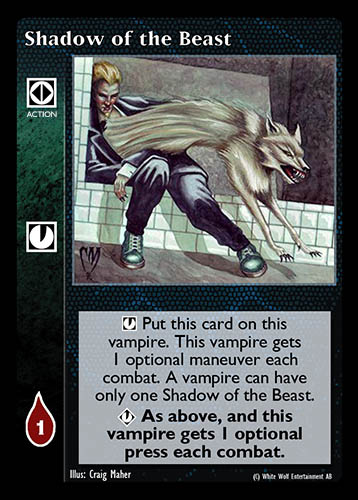 Shadow of the Beast
ACTION
CM
Put this card on this
vampire. This vampire gets
1 optional maneuver each
combat. A vampire can have
only one Shadow of the Beast.
As above, and this
vampire gets 1 optional
press each combat.
1
Illus: Craig Maher
(C) White Wolf Entertainment AB